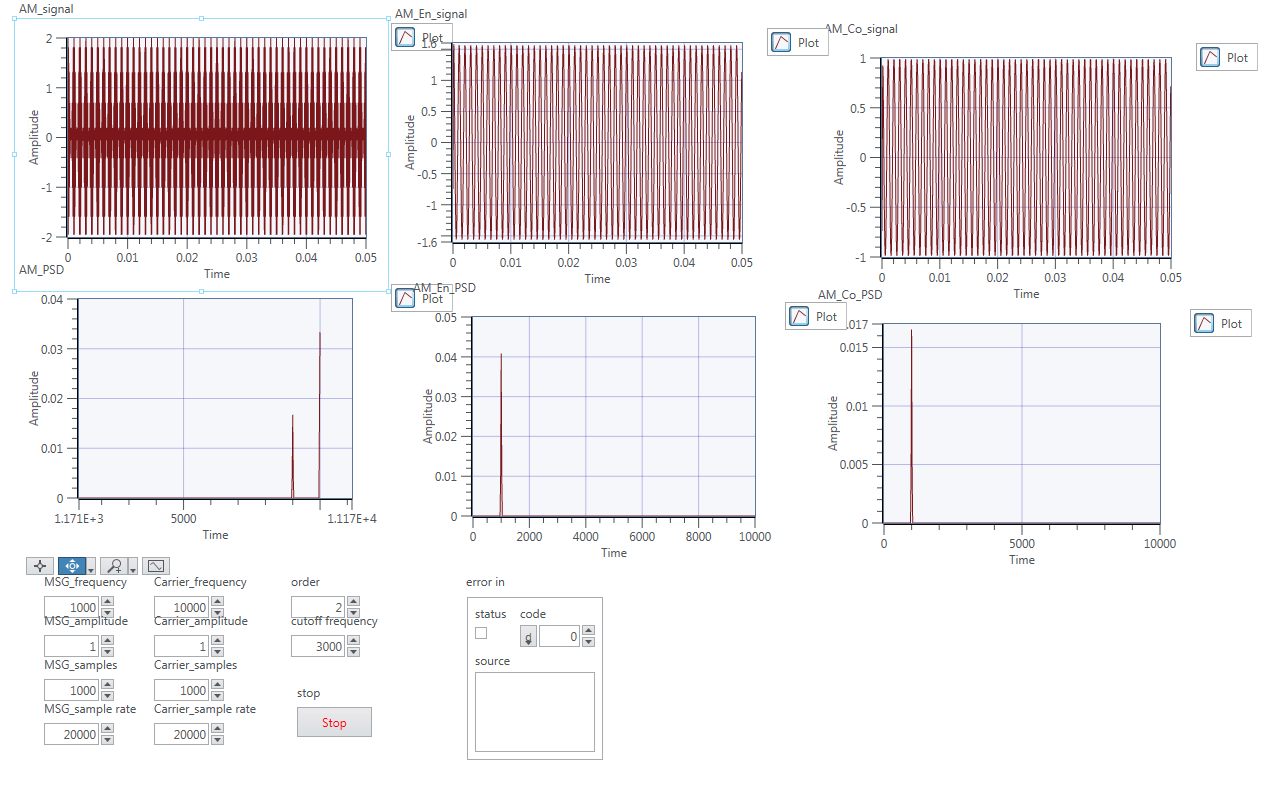 AM_signal
AM_En_signal
AM_Co_signal
Plot
Plot
Plot
2
1
0
-1
-2
Amplitude
0
0.01
0.02
0.03
0.04
0.05
Time
1.6
1
0.5
0
-0.5
-1
-1.6
Amplitude
0
0.01
0.02
0.03
0.04
0.05
Time
1
0.5
0
-0.5
-1
Amplitude
0
0.01
0.02
0.03
0.04
0.05
Time
AM_PSD
AM_En_PSD
AM_Co_PSD
Plot
Plot
Plot
0.04
0.03
0.02
0.01
0
Amplitude
1.171E+3
5000
1.117E+4
Time
0.05
0.04
0.03
0.02
0.01
0
Amplitude
0
2000
4000
6000
8000
10000
Time
.017
0.015
0.01
0.005
0
Amplitude
0
5000
10000
Time
MSG_frequency
Carrier_frequency
order
error in
1000
10000
2
MSG_amplitude
Carrier_amplitude
cutoff frequency
status
code
1
1
3000
d
0
MSG_samples
Carrier_samples
source
1000
1000
stop
MSG_sample rate
Carrier_sample rate
Stop
20000
20000